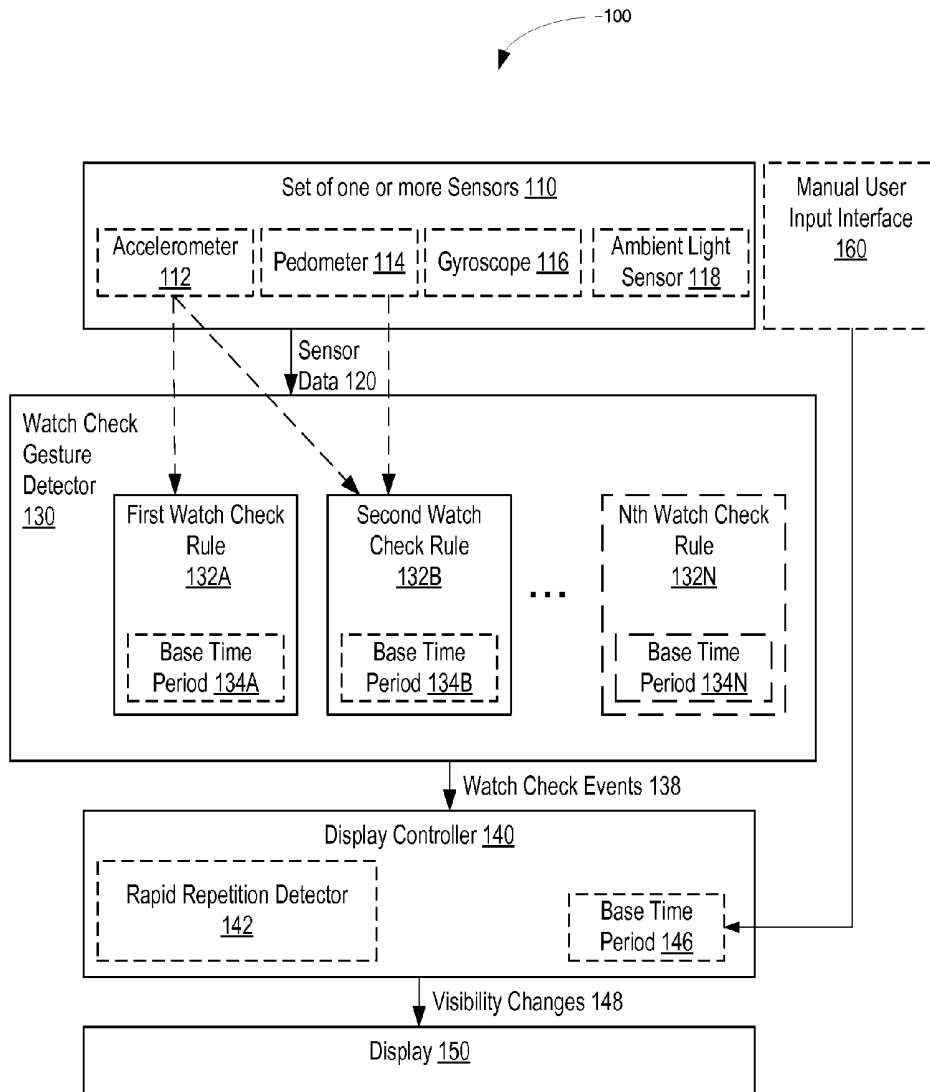 100
Set of one or more Sensors 110
Accelerometer
112
Pedometer 114
Gyroscope 116
Ambient Light
Sensor 118
Manual User
Input Interface
160
Sensor
Data 120
Watch Check
Gesture
Detector
130
First Watch Check
Rule
132A
Base Time
Period 134A
Second Watch
Check Rule
132B
Base Time
Period 134B
...
Nth Watch Check
Rule
132N
Base Time
Period 134N
Watch Check Events 138
Display Controller 140
Rapid Repetition Detector
142
Base Time
Period 146
Visibility Changes 148
Display 150